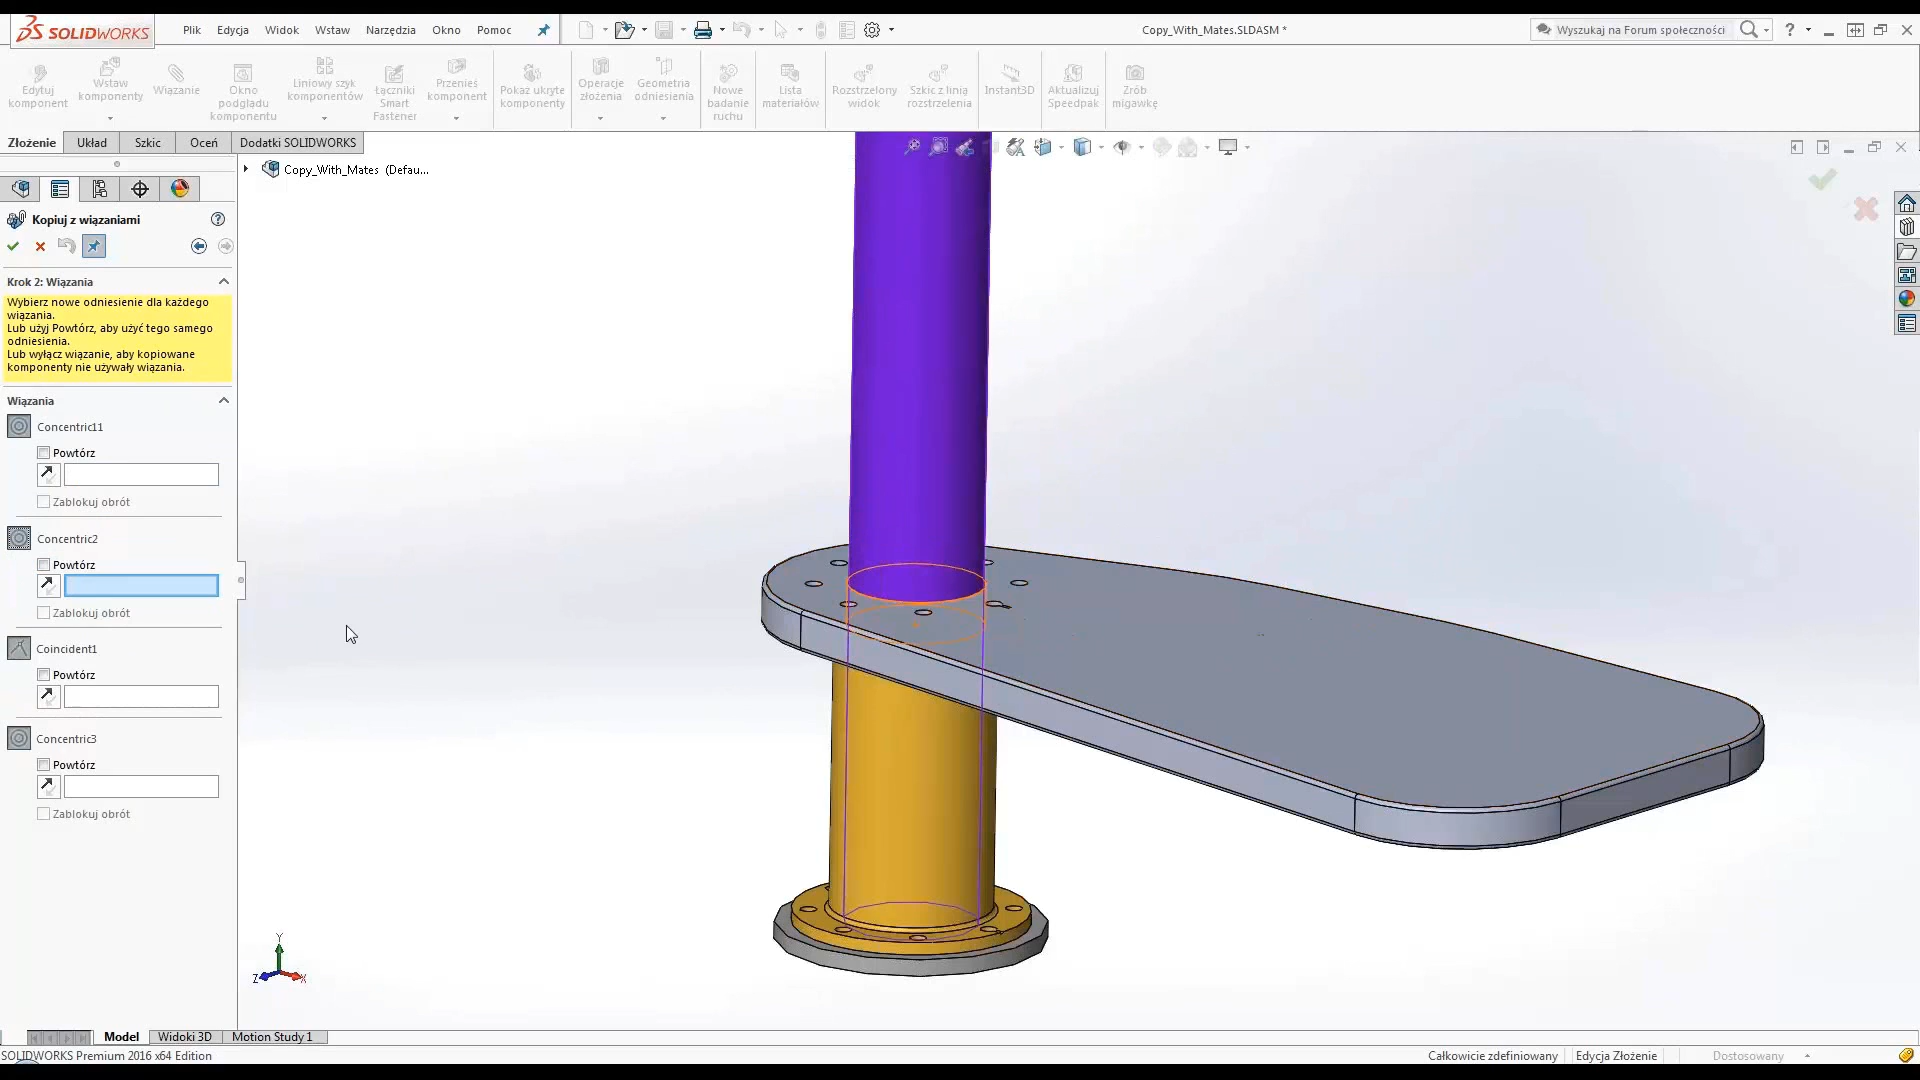 SOLIDWORKS
Plik
Edycja
Widok
Wstaw
Narzędzia
Okno
Pomoc
Copy_With_Mates.SLDASM *
Wyszukaj na Forum społeczności
?
Edytuj
komponent
Wstaw
komponenty
Wiązanie
Okno
podglądu
komponentu
Liniowy szyk
komponentów
Łączniki
Smart
Fastener
Przenieś
komponent
Pokaż ukryte
komponenty
Operacje
złożenia
Geometria
odniesienia
Nowe
badanie
ruchu
Lista
materiałów
Rozstrzelony
widok
Szkic z linią
rozstrzelenia
Instant3D
Aktualizuj
Speedpak
Zrób
migawkę
Złożenie
Układ
Szkic
Oceń
Dodatki SOLIDWORKS
Copy_With_Mates (Defau...
Kopiuj z wiązaniami
?
Krok 2: Wiązania
Wybierz nowe odniesienie dla każdego
wiązania.
Lub użyj Powtórz, aby użyć tego samego
odniesienia.
Lub wyłącz wiązanie, aby kopiowane
komponenty nie używały wiązania.
Wiązania
Concentric11
Powtórz
Zablokuj obrót
Concentric2
Powtórz
Zablokuj obrót
Coincident1
Powtórz
Concentric3
Powtórz
Zablokuj obrót
Y
Z
X
Model
Widoki 3D
Motion Study 1
SOLIDWORKS Premium 2016 x64 Edition
Całkowicie zdefiniowany
Edycja Złożenie
Dostosowany